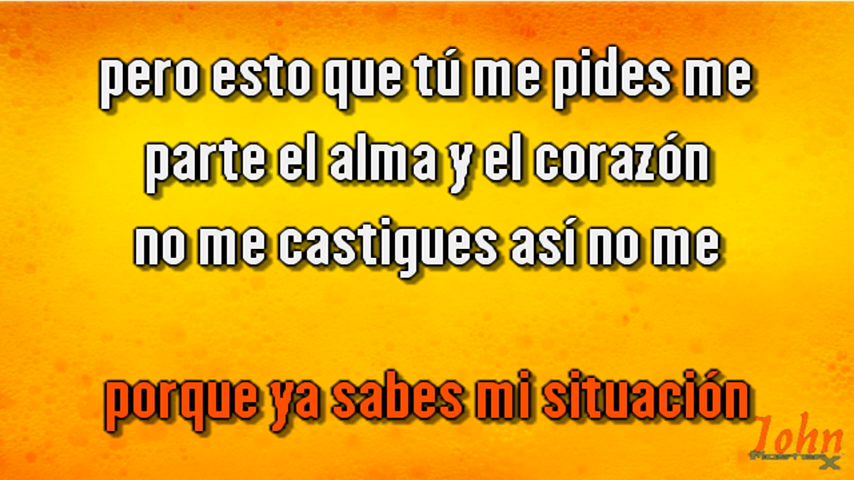 pero esto que tú me pides me
parte el alma y el corazón
no me castigues así no me
porque ya sabes mi situación
John